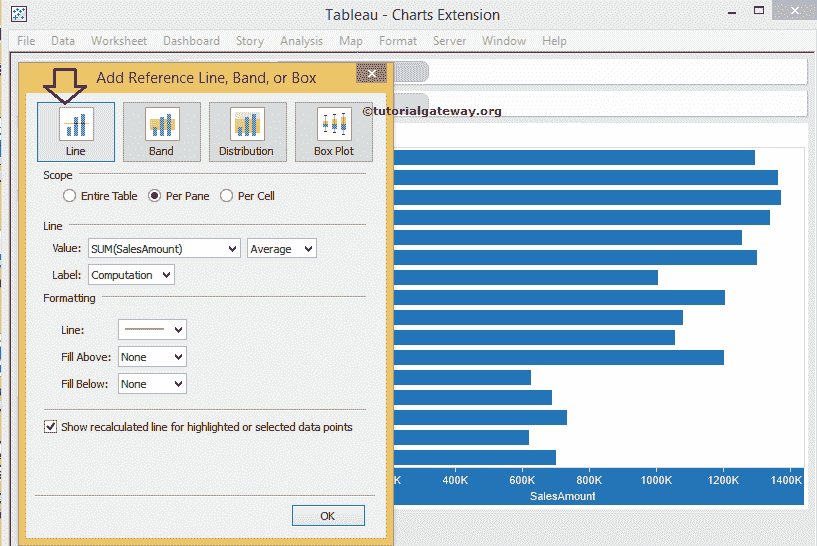 Tableau - Charts Extension
File Data Worksheet Dashboard Story Analysis Map Format Server Window Help
Add Reference Line, Band, or Box
©tutorialgateway.org
Line Band Distribution Box Plot
Scope
Entire Table Per Pane Per Cell
Line
Value: SUM(SalesAmount) Average
Label: Computation
Formatting
Line:
Fill Above: None
Fill Below: None
Show recalculated line for highlighted or selected data points
OK
K 400K 600K 800K 1000K 1200K 1400K
SalesAmount